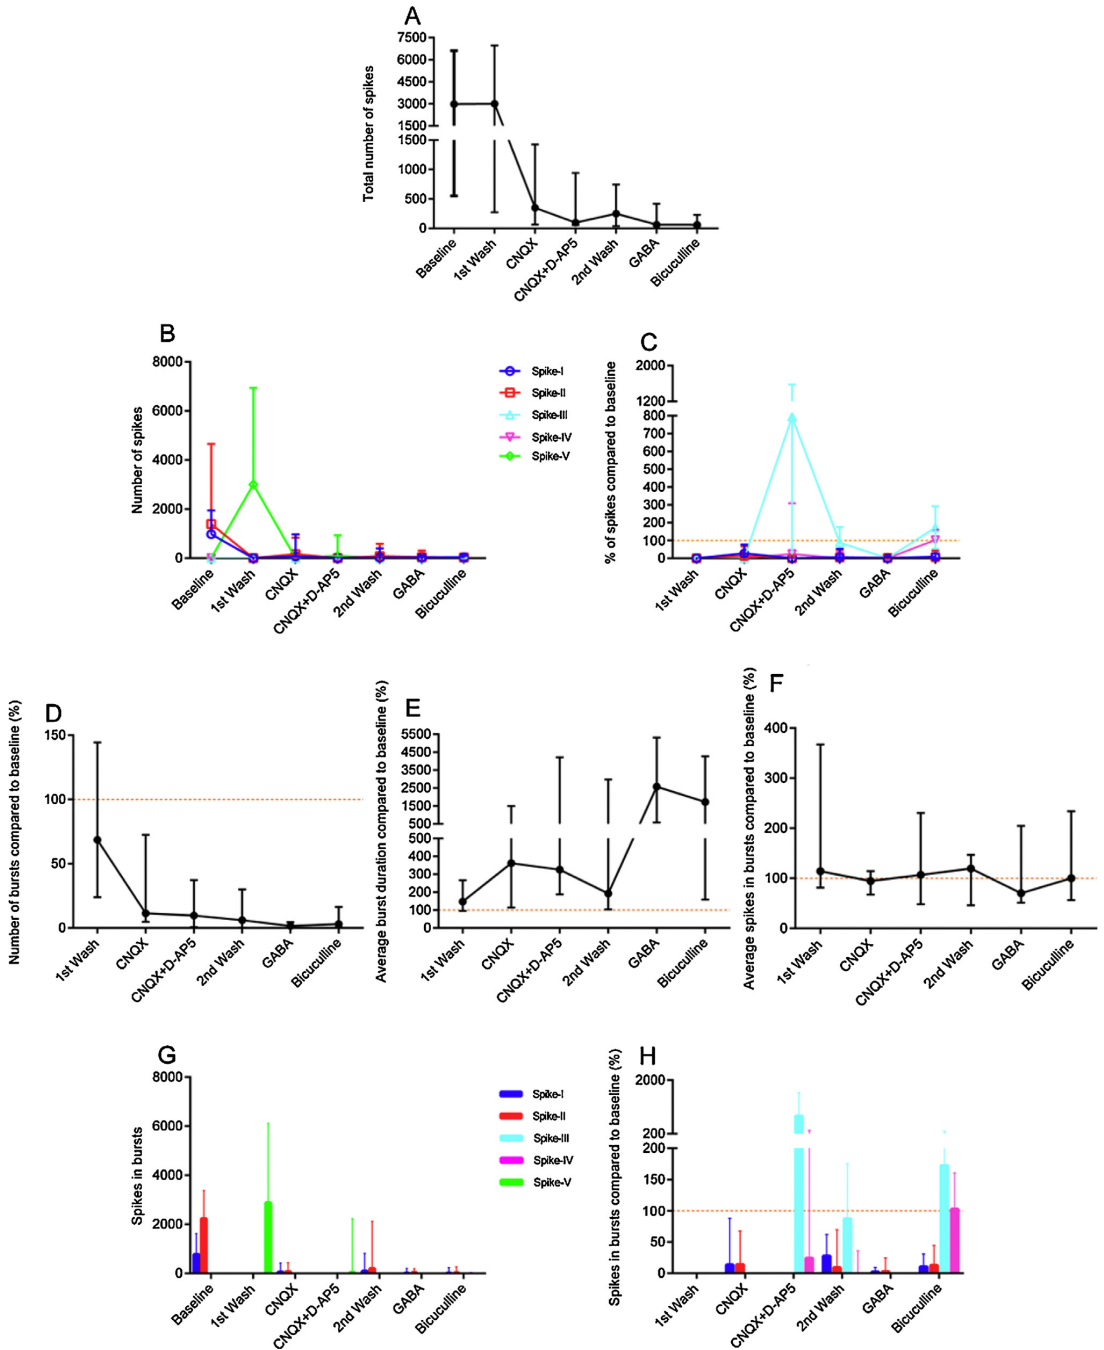 A
Total number of spikes
7500
6000
4500
3000
1500
1500
1000
500
0
Baseline
1st Wash
CNQX
CNQX+D-AP5
2nd Wash
GABA
Bicuculline
B
Number of spikes
8000
6000
4000
2000
0
Baseline
1st Wash
CNQX
CNQX+D-AP5
2nd Wash
GABA
Bicuculline
Spike-I
Spike-II
Spike-III
Spike-IV
Spike-V
C
% of spikes compared to baseline
2000
1200
800
700
600
500
400
300
200
100
0
1st Wash
CNQX
CNQX+D-AP5
2nd Wash
GABA
Bicuculline
D
Number of bursts compared to baseline (%)
150
100
50
0
1st Wash
CNQX
CNQX+D-AP5
2nd Wash
GABA
Bicuculline
E
Average burst duration compared to baseline (%)
5500
4500
3500
2500
1500
500
500
400
300
200
100
0
1st Wash
CNQX
CNQX+D-AP5
2nd Wash
GABA
Bicuculline
F
Average spikes in bursts compared to baseline (%)
400
300
200
100
0
1st Wash
CNQX
CNQX+D-AP5
2nd Wash
GABA
Bicuculline
G
Spikes in bursts
8000
6000
4000
2000
0
Baseline
1st Wash
CNQX
CNQX+D-AP5
2nd Wash
GABA
Bicuculline
Spike-I
Spike-II
Spike-III
Spike-IV
Spike-V
H
Spikes in bursts compared to baseline (%)
2000
200
200
150
100
50
0
1st Wash
CNQX
CNQX+D-AP5
2nd Wash
GABA
Bicuculline